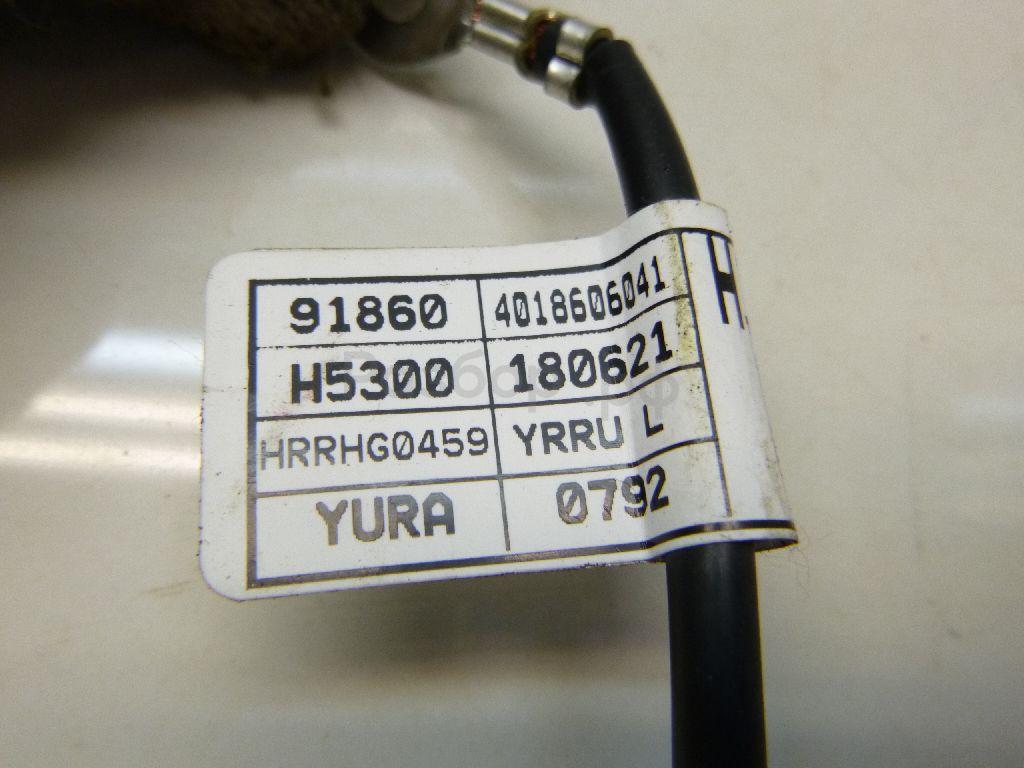 91860 4018606041 H.
H5300 180621
HRRHG0459 YRRU L
YURA 0792